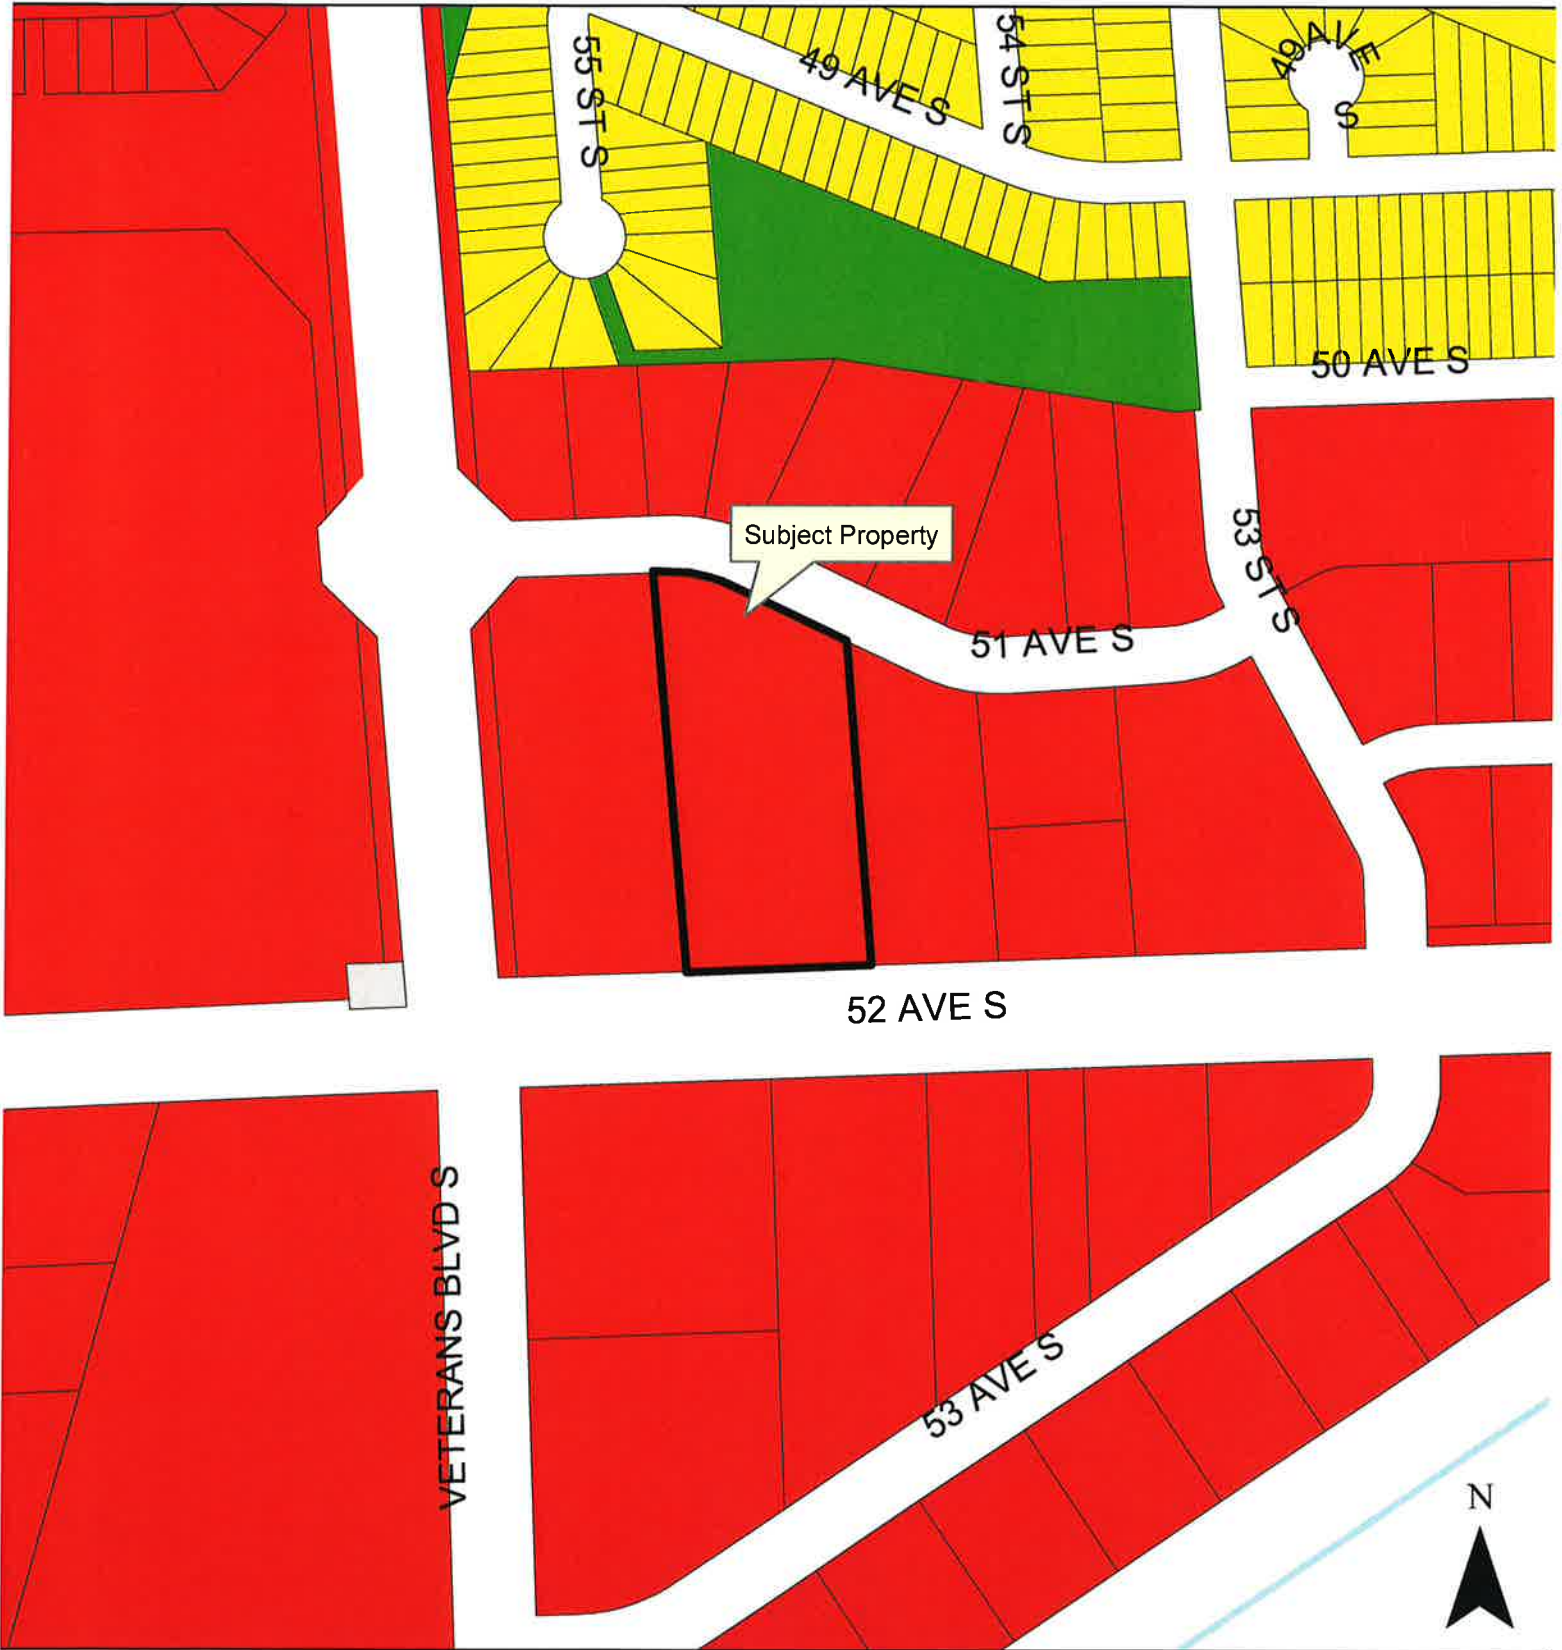 55 ST S
49 AVE S
54 ST S
49 AVE
S
50 AVE S
Subject Property
53 ST S
51 AVE S
52 AVE S
VETERANS BLVD S
53 AVE S
N